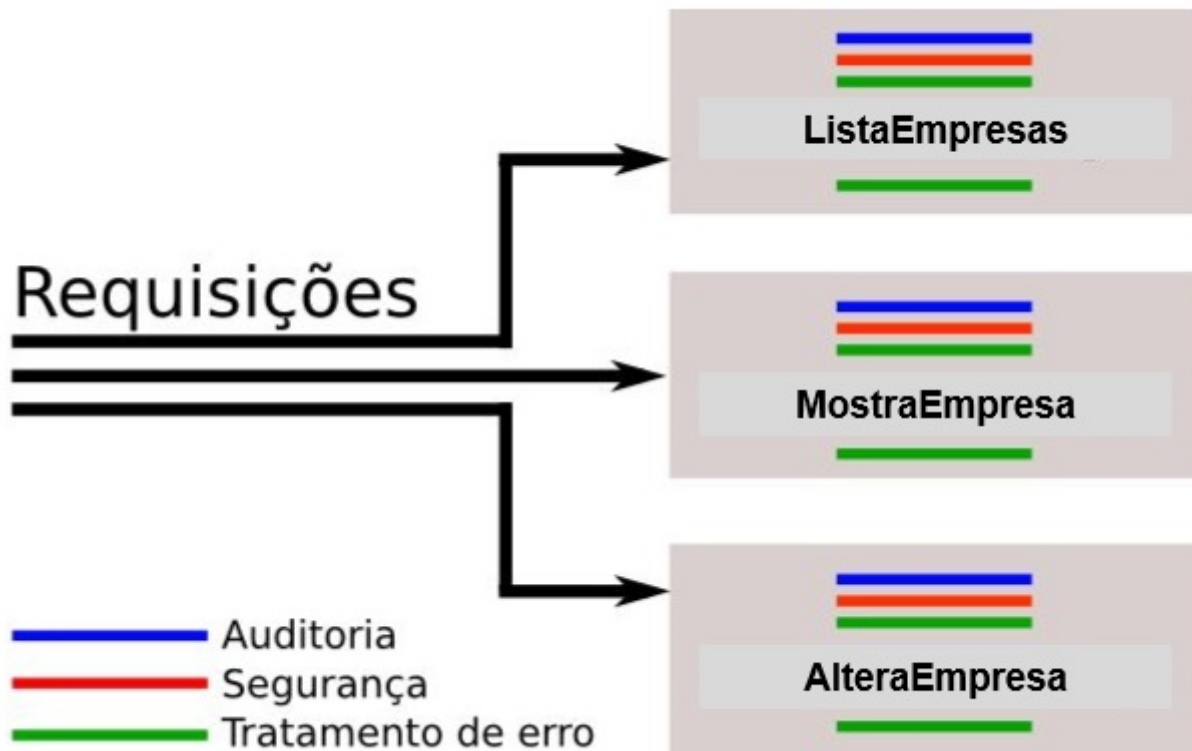 ListaEmpresas
Requisições
MostraEmpresa
AlteraEmpresa
Auditoria
Segurança
Tratamento de erro